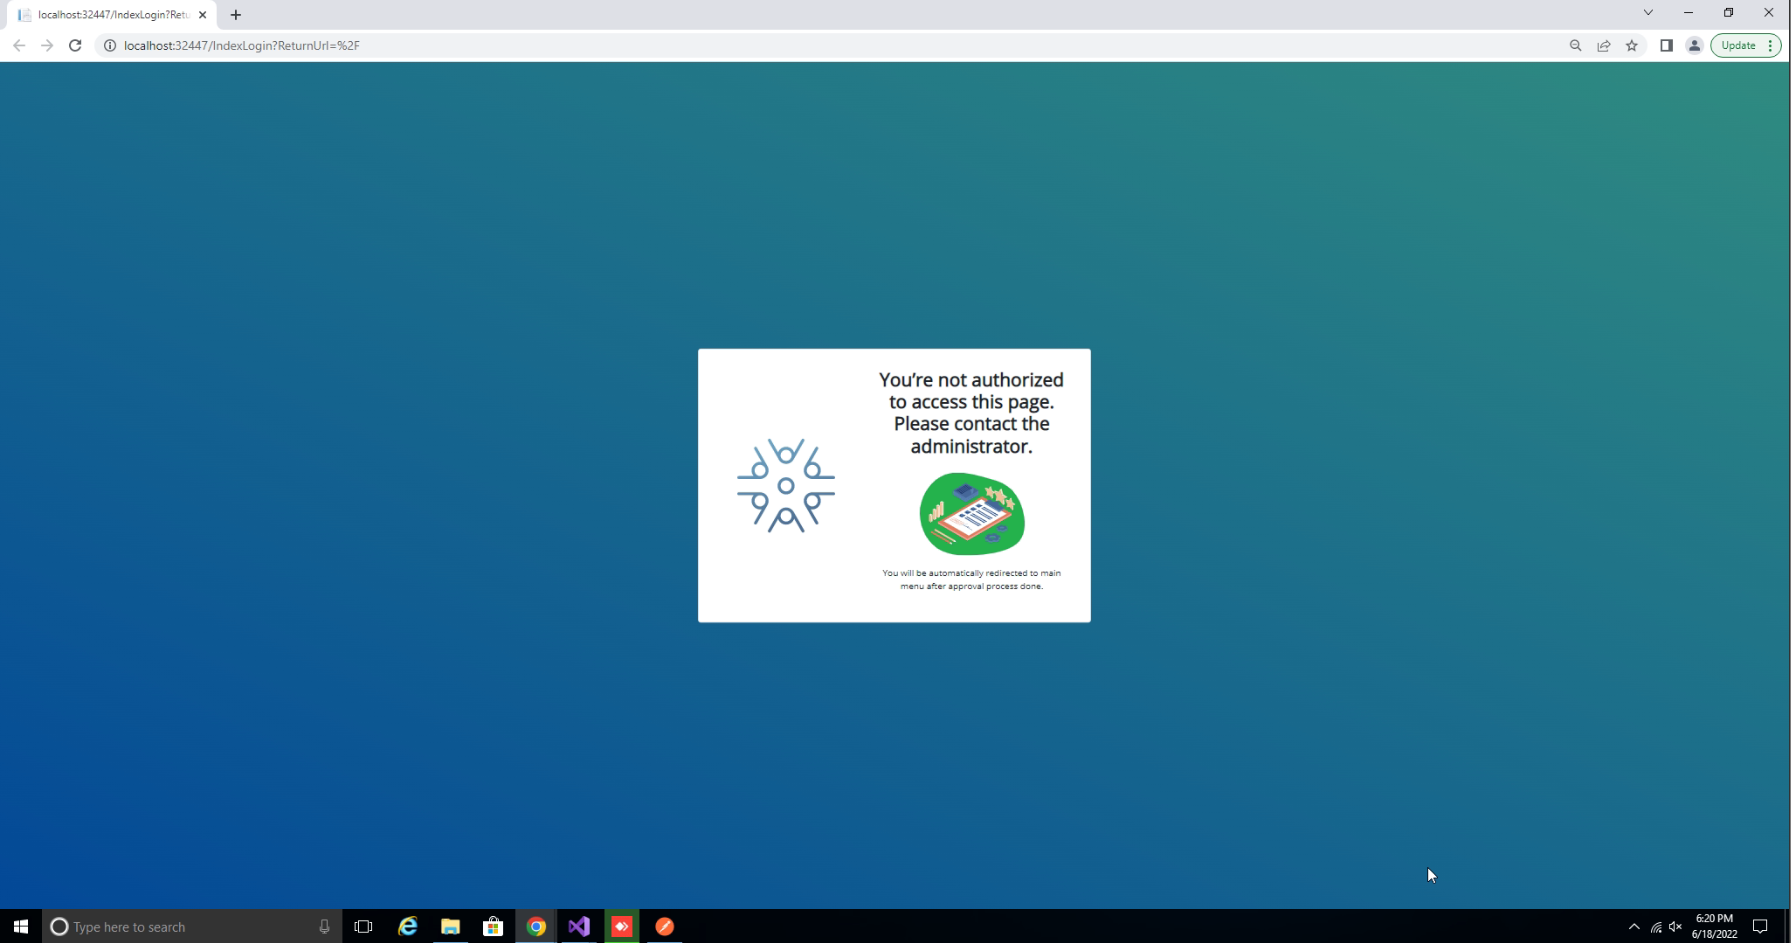 localhost:32447/IndexLogin?Retu
localhost:32447/IndexLogin?ReturnUrl=%2F
Update
You’re not authorized
to access this page.
Please contact the
administrator.
You will be automatically redirected to main
menu after approval process done.
Type here to search
6:20 PM
6/18/2022